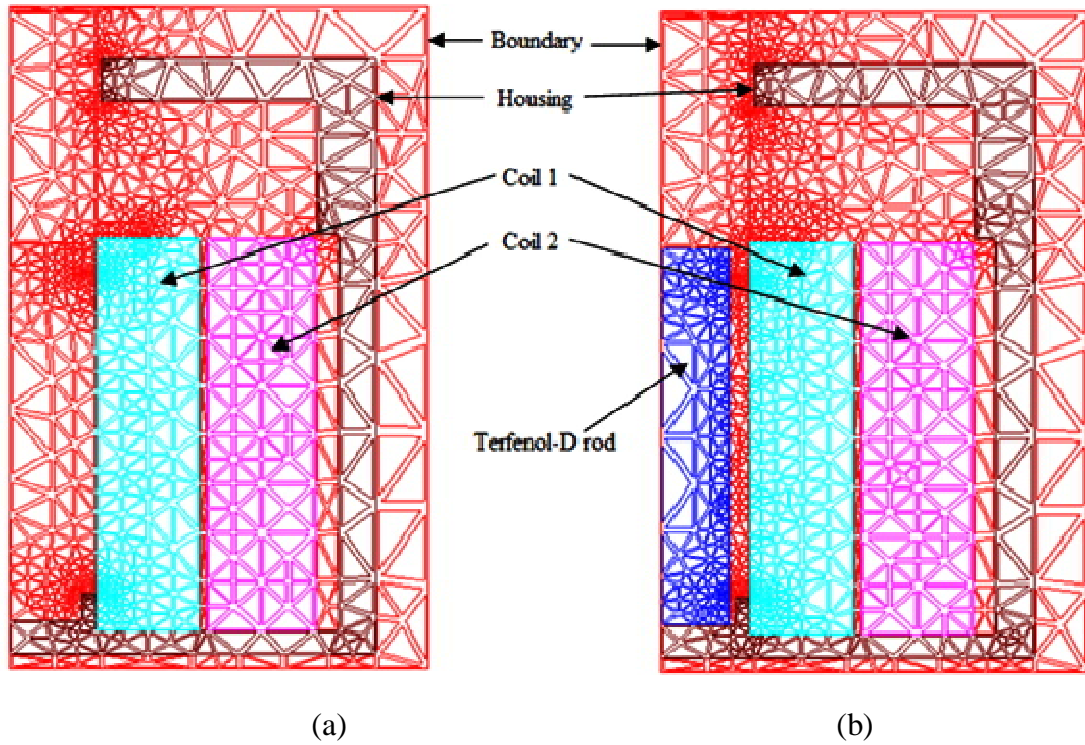 Boundary
Housing
Coil 1
Coil 2
Terfenol-D rod
(a)
(b)